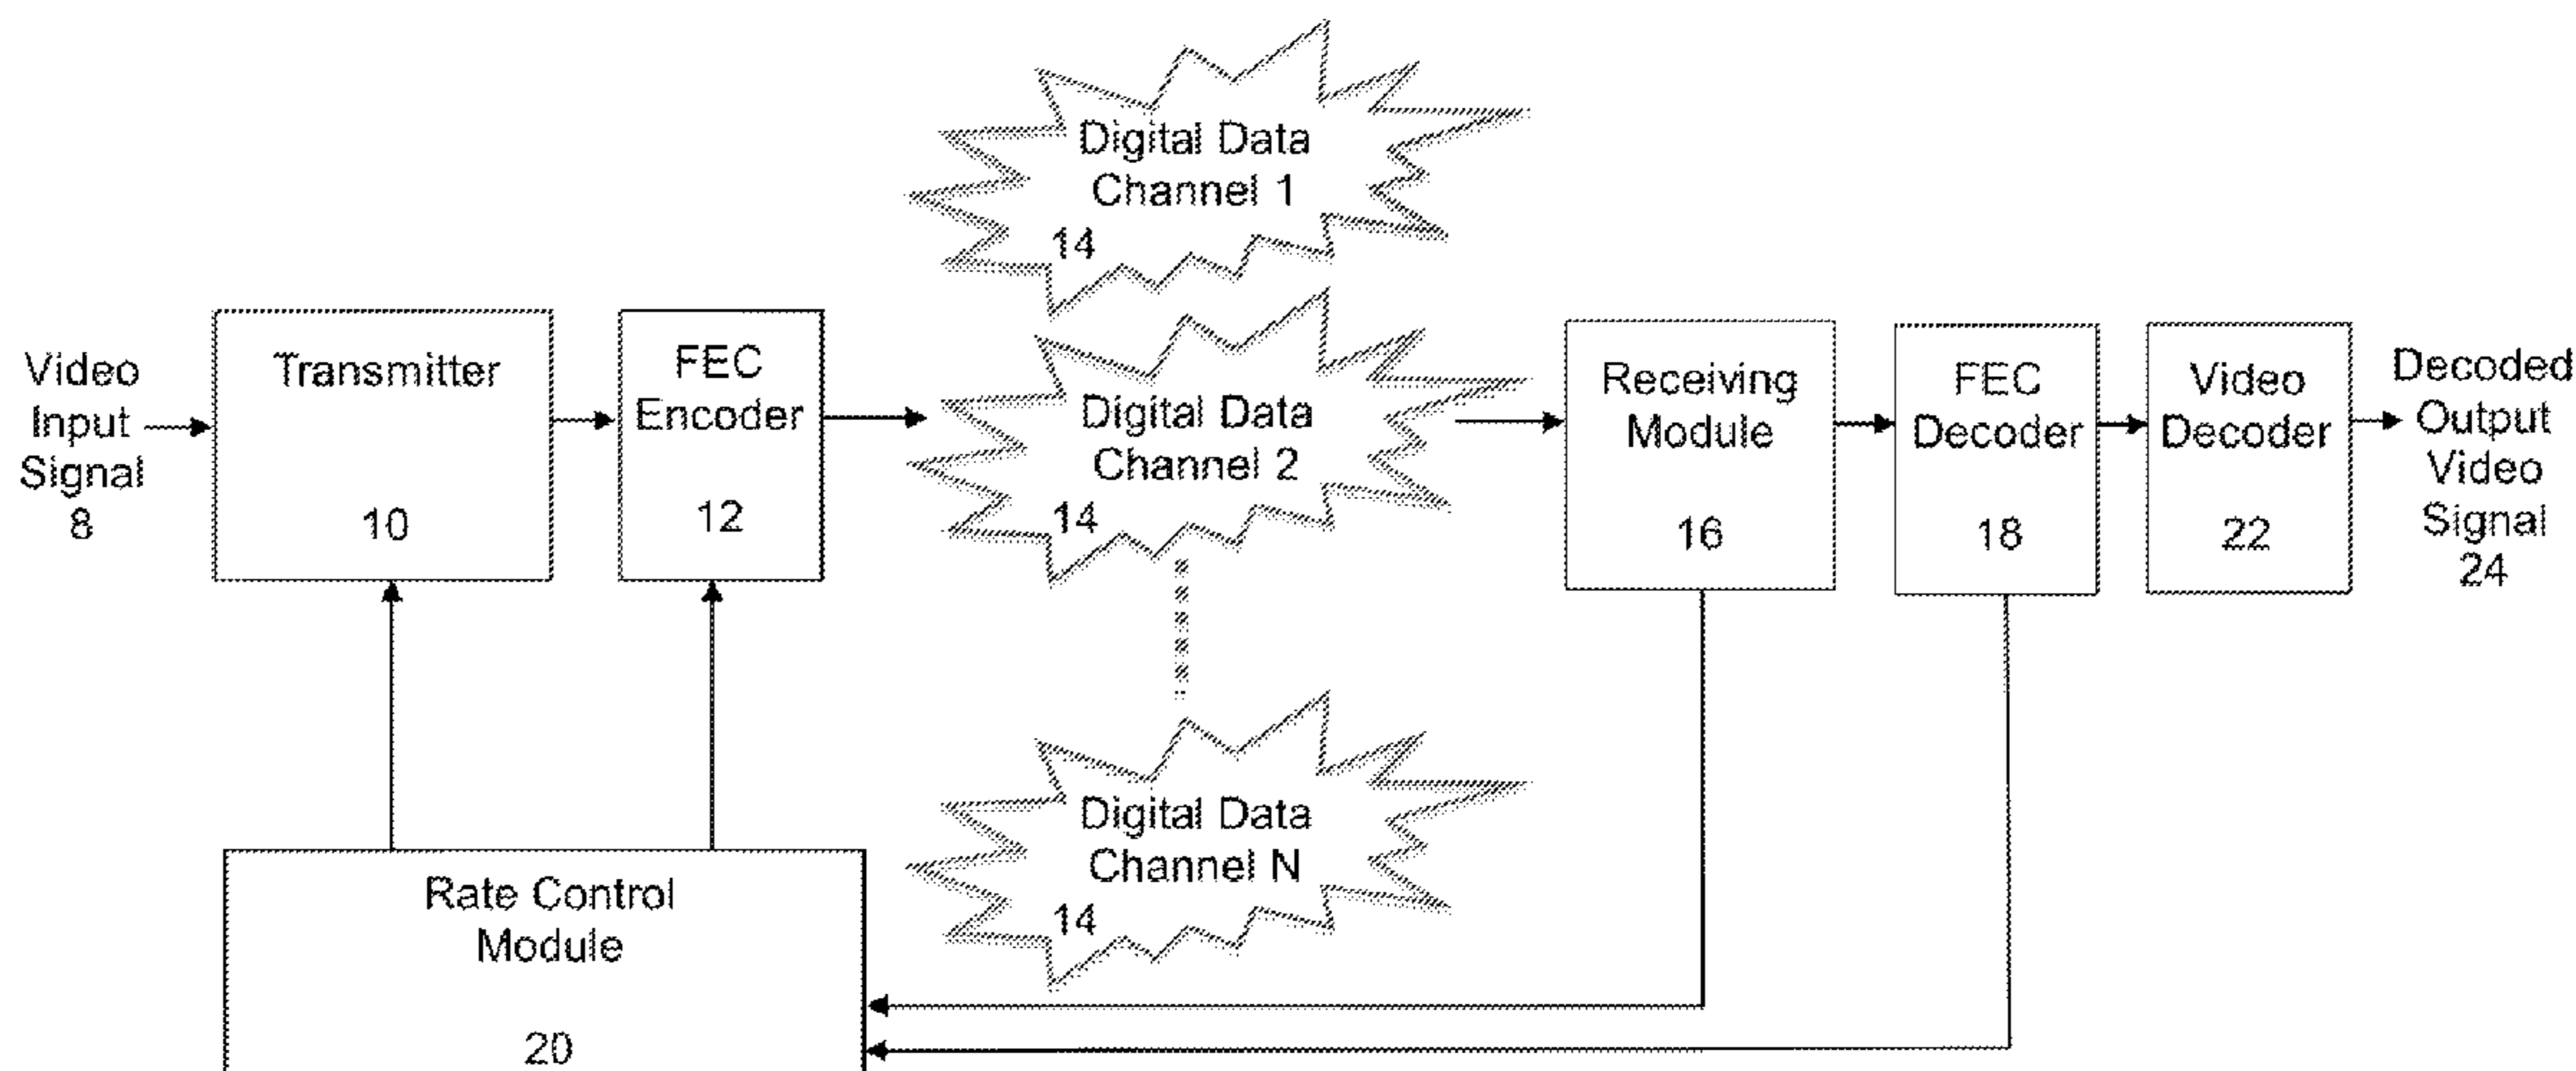 Video
Input
Signal
8
Transmitter
10
FEC
Encoder
12
Digital Data
Channel 1
14
Digital Data
Channel 2
14
Digital Data
Channel N
14
Receiving
Module
16
FEC
Decoder
18
Video
Decoder
22
Decoded
Output
Video
Signal
24
Rate Control
Module
20